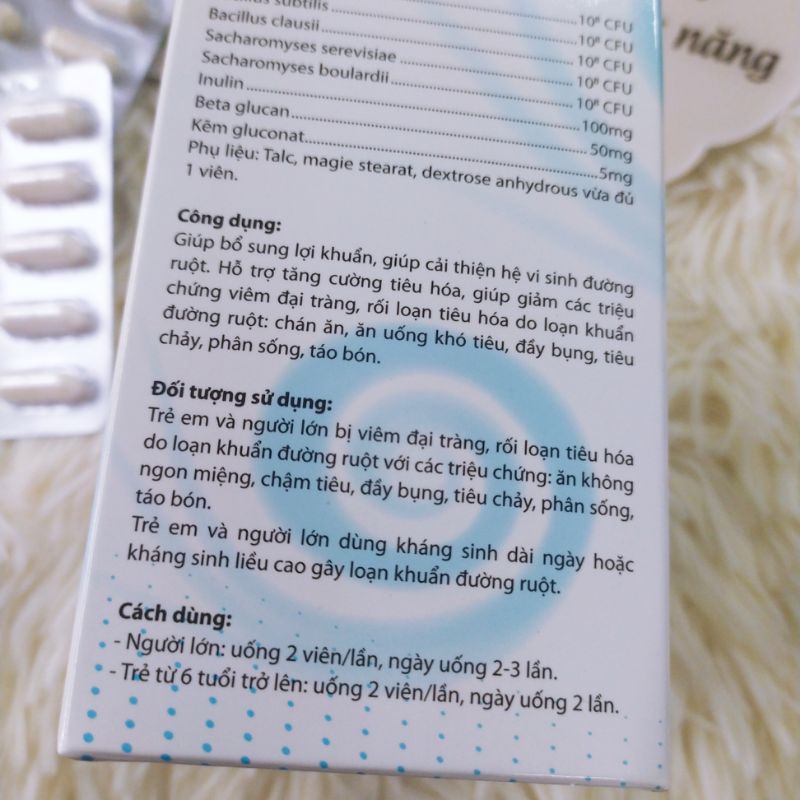 subtilis 10⁸ CFU
Bacillus clausii 10⁸ CFU
Sacharomyses serevisiae 10⁸ CFU
Sacharomyses boulardii 10⁸ CFU
Inulin 100mg
Beta glucan 50mg
Kẽm gluconat 5mg
Phụ liệu: Talc, magie stearat, dextrose anhydrous vừa đủ
1 viên.
Công dụng:
Giúp bổ sung lợi khuẩn, giúp cải thiện hệ vi sinh đường
ruột. Hỗ trợ tăng cường tiêu hóa, giúp giảm các triệu
chứng viêm đại tràng, rối loạn tiêu hóa do loạn khuẩn
đường ruột: chán ăn, ăn uống khó tiêu, đầy bụng, tiêu
chảy, phân sống, táo bón.
Đối tượng sử dụng:
Trẻ em và người lớn bị viêm đại tràng, rối loạn tiêu hóa
do loạn khuẩn đường ruột với các triệu chứng: ăn không
ngon miệng, chậm tiêu, đầy bụng, tiêu chảy, phân sống,
táo bón.
Trẻ em và người lớn dùng kháng sinh dài ngày hoặc
kháng sinh liều cao gây loạn khuẩn đường ruột.
Cách dùng:
- Người lớn: uống 2 viên/lần, ngày uống 2-3 lần.
- Trẻ từ 6 tuổi trở lên: uống 2 viên/lần, ngày uống 2 lần.
năng